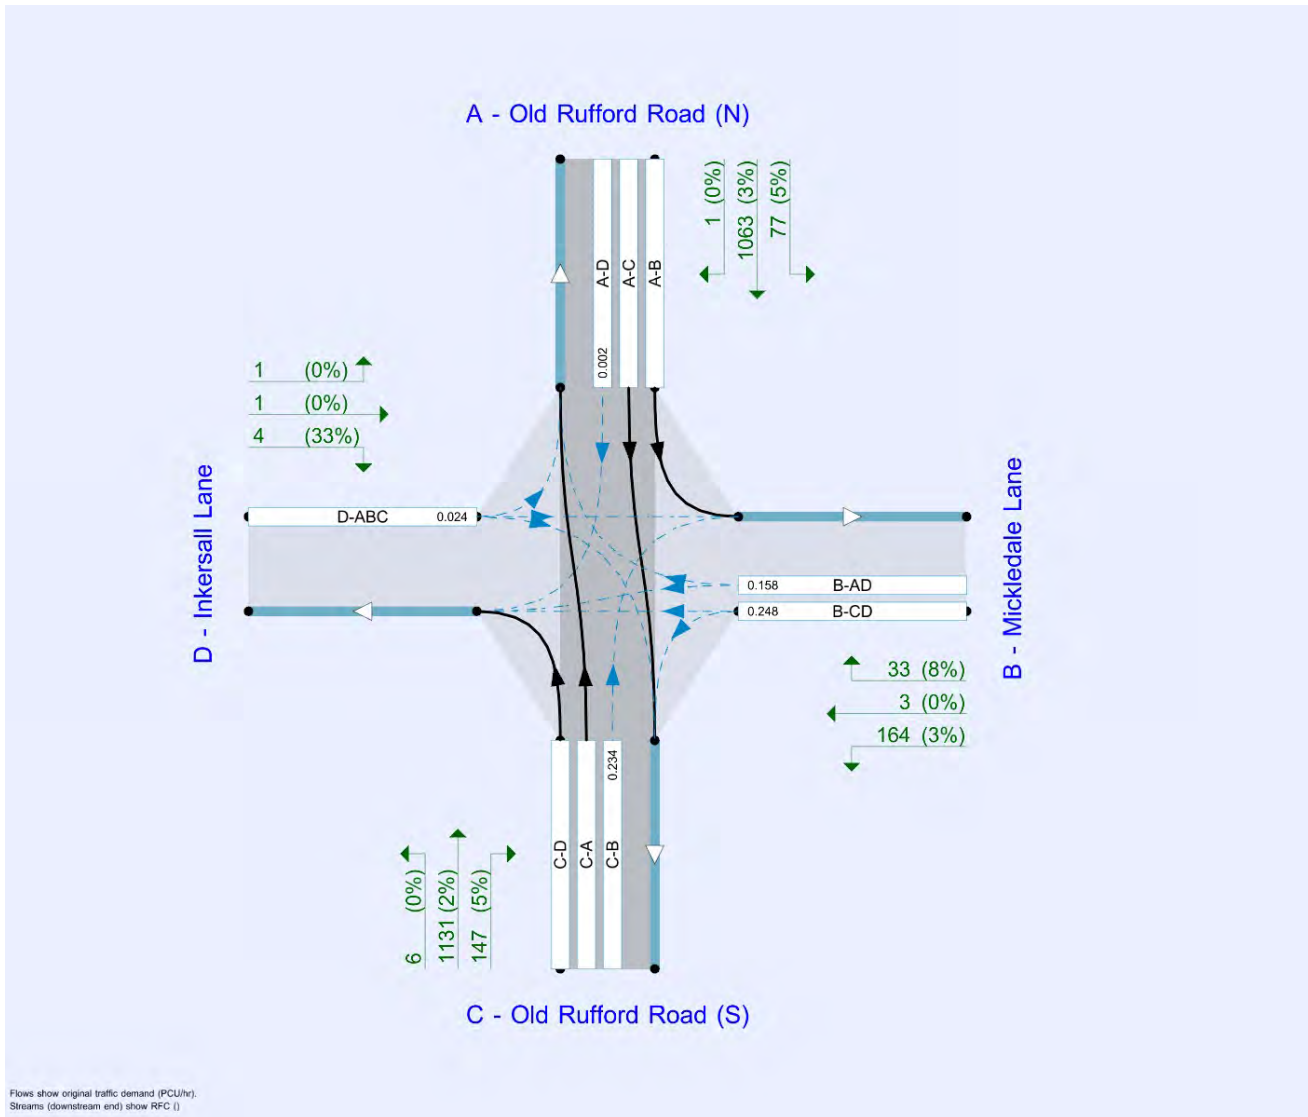 A - Old Rufford Road (N)
1 (0%)
1063 (3%)
77 (5%)
A-D
A-C
A-B
0.002
1 (0%)
1 (0%)
4 (33%)
D - Inkersall Lane
D-ABC 0.024
B - Mickledale Lane
0.158 B-AD
0.248 B-CD
33 (8%)
3 (0%)
164 (3%)
0.234
C-D
C-A
C-B
6 (0%)
1131 (2%)
147 (5%)
C - Old Rufford Road (S)
Flows show original traffic demand (PCU/hr).
Streams (downstream end) show RFC ()